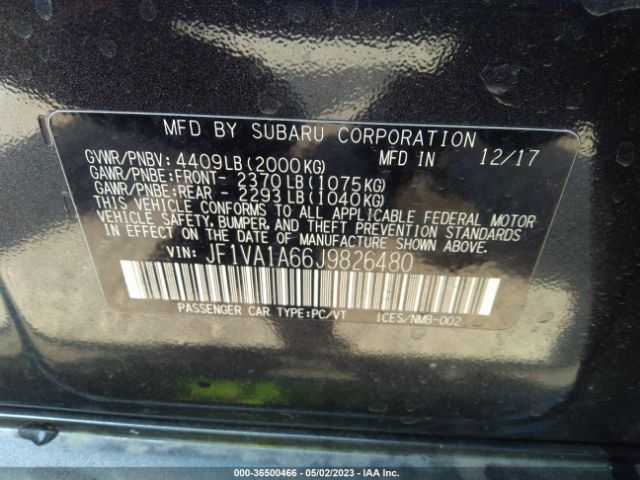 MFD BY SUBARU CORPORATION
GVWR/PNBV: 4409LB(2000KG) MFD IN 12/17
GAWR/PNBE:FRONT- 2370LB(1075KG)
GAWR/PNBE:REAR - 2293LB(1040KG)
THIS VEHICLE CONFORMS TO ALL APPLICABLE FEDERAL MOTOR
VEHICLE SAFETY, BUMPER, AND THEFT PREVENTION STANDARDS
IN EFFECT ON THE DATE OF MANUFACTURE SHOWN ABOVE.
VIN: JF1VA1A66J9826480
PASSENGER CAR TYPE:PC/VT ICES/NMB-002
000-36500466 - 05/02/2023 - IAA Inc.